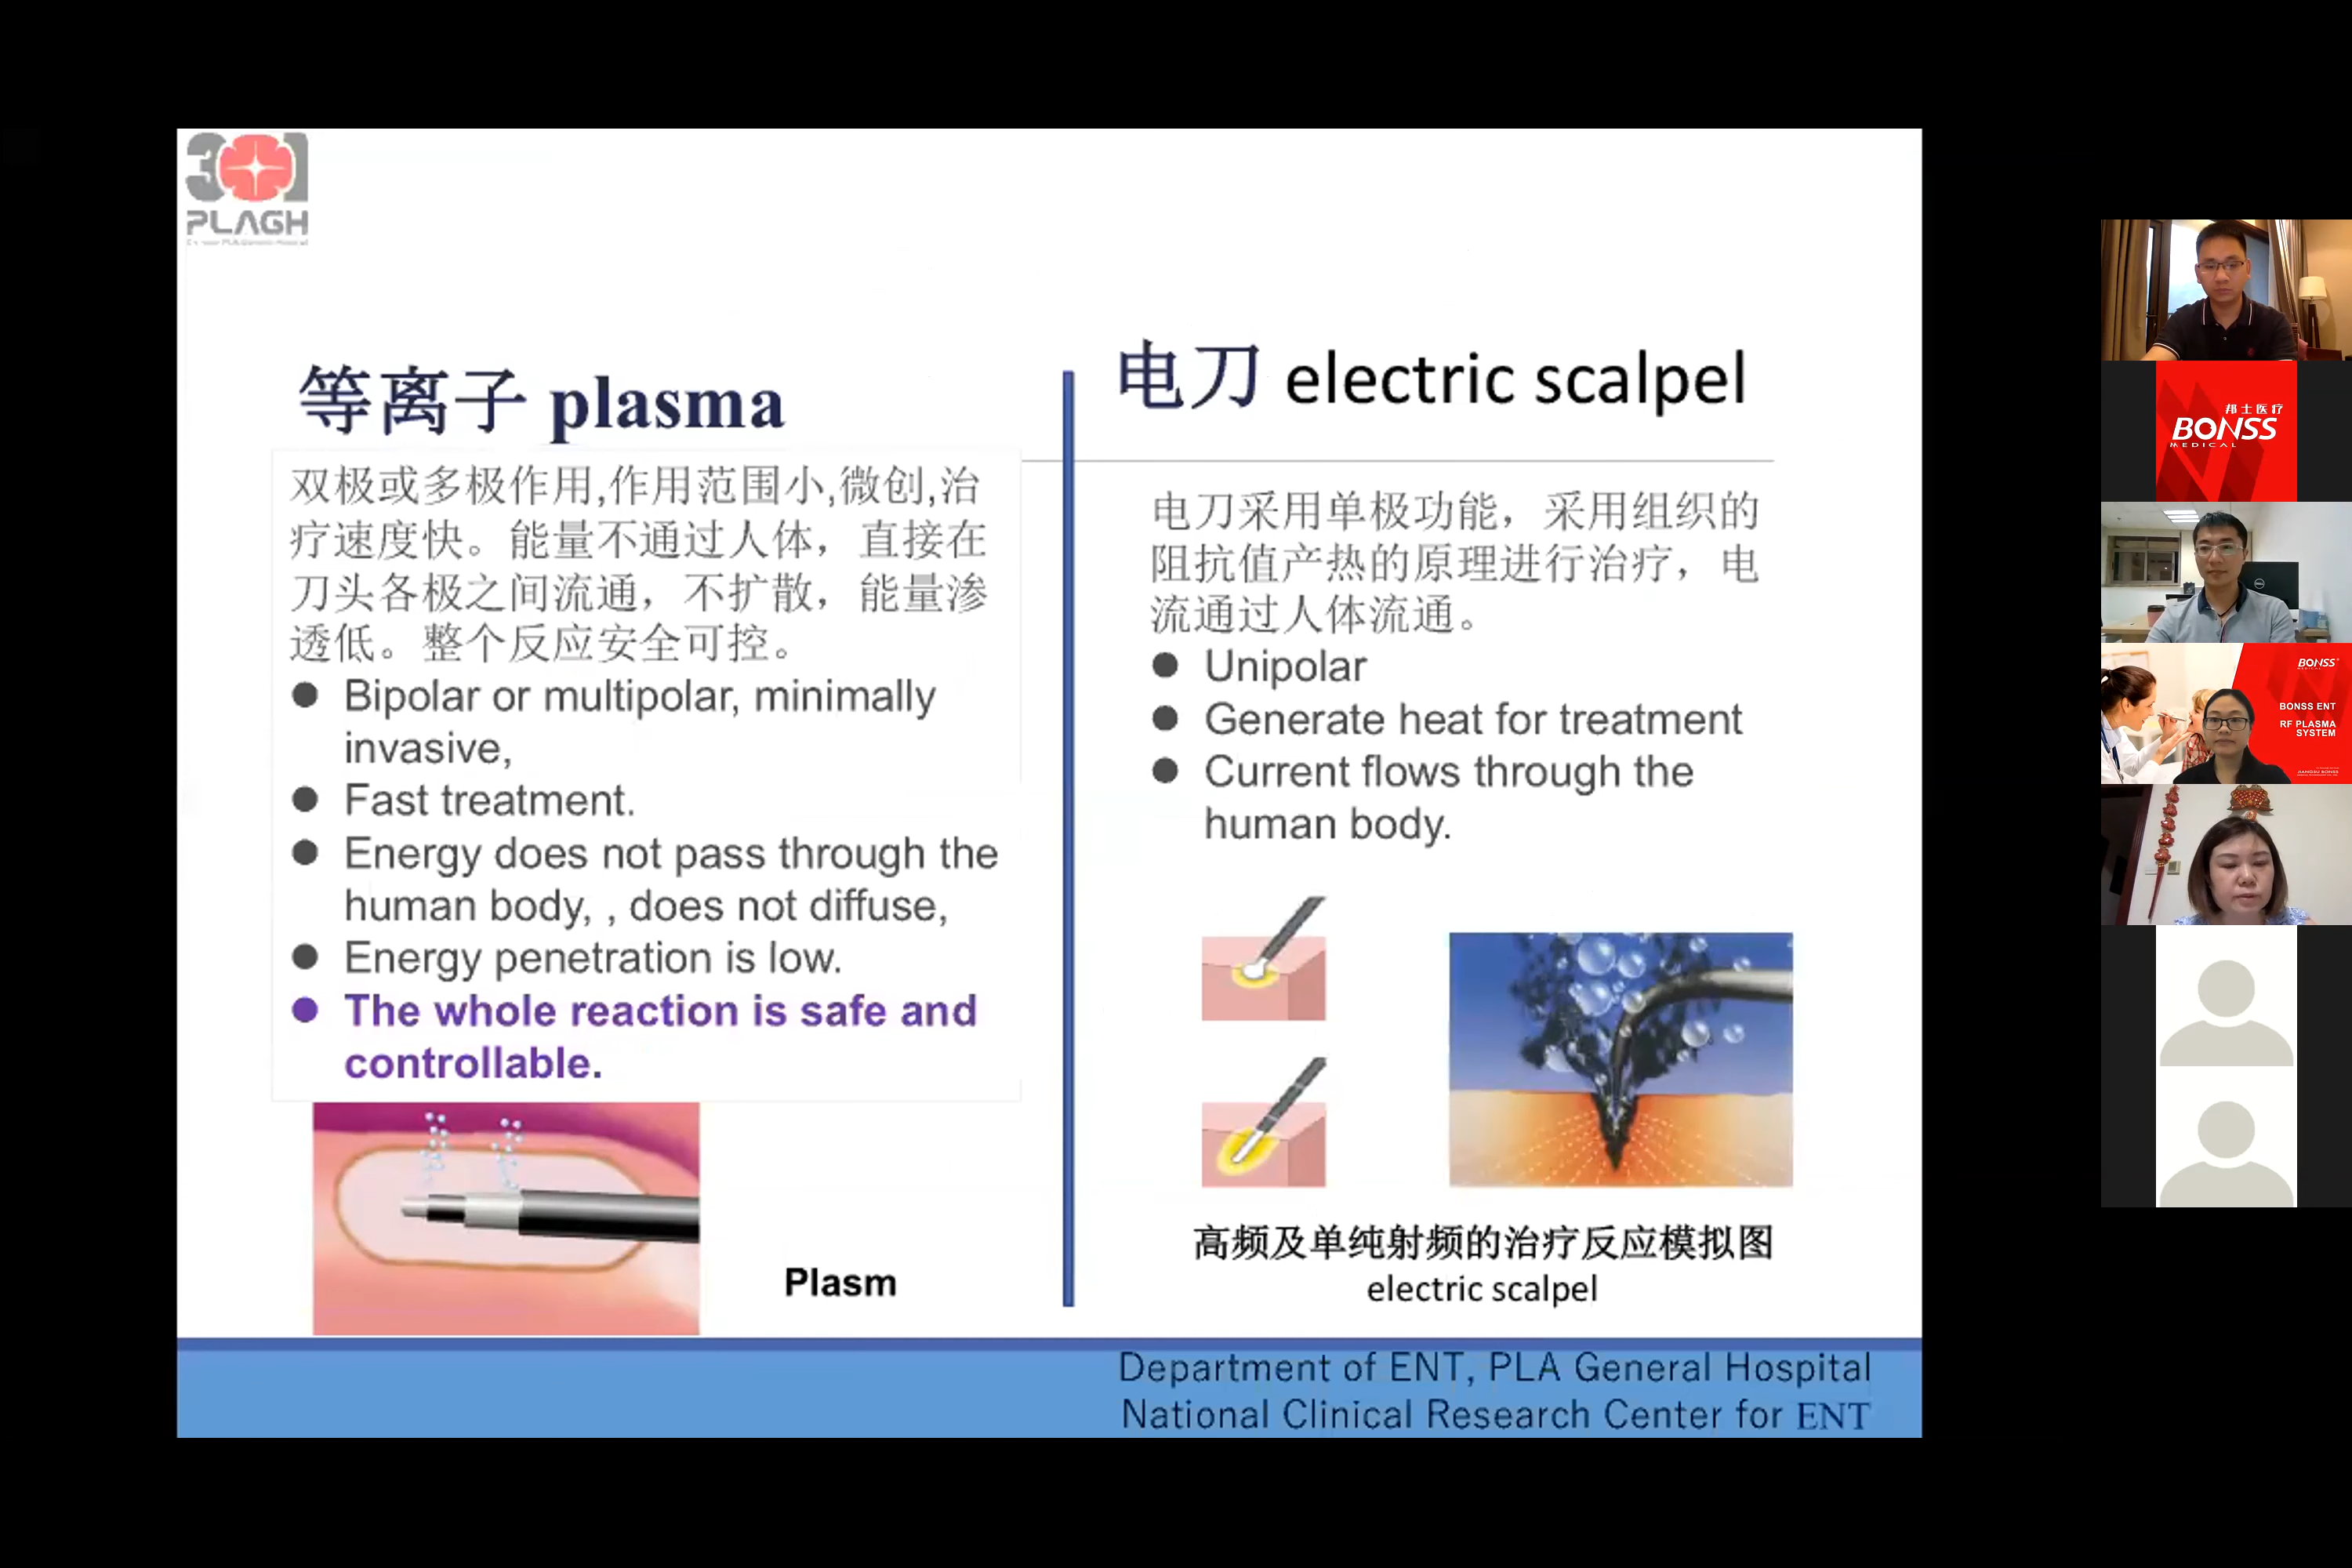 301
PLAGH
等离子 plasma
双极或多极作用,作用范围小,微创,治
疗速度快。能量不通过人体，直接在
刀头各极之间流通，不扩散，能量渗
透低。整个反应安全可控。
Bipolar or multipolar, minimally
invasive,
Fast treatment.
Energy does not pass through the
human body, , does not diffuse,
Energy penetration is low.
The whole reaction is safe and
controllable.
Plasm
电刀 electric scalpel
电刀采用单极功能，采用组织的
阻抗值产热的原理进行治疗，电
流通过人体流通。
Unipolar
Generate heat for treatment
Current flows through the
human body.
高频及单纯射频的治疗反应模拟图
electric scalpel
Department of ENT, PLA General Hospital
National Clinical Research Center for ENT
邦士医疗
BONSS
MEDICAL
BONSS
BONSS ENT
RF PLASMA
SYSTEM